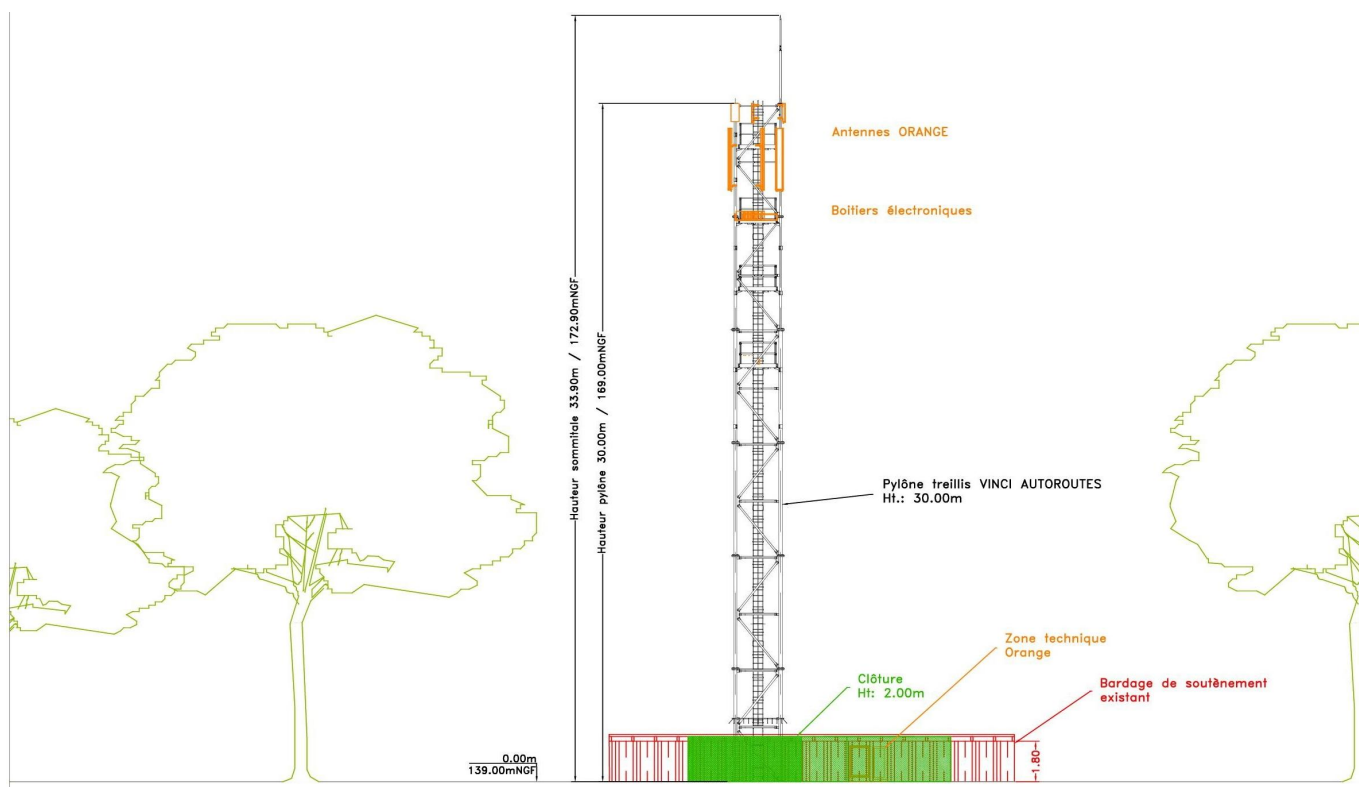 Antennes ORANGE
Boitiers électroniques
Hauteur sommitale 33.90m / 172.90mNGF
Hauteur pylône 30.00m / 169.00mNGF
Pylône treillis VINCI AUTOROUTES
Ht.: 30.00m
Zone technique
Orange
Clôture
Ht: 2.00m
Bardage de soutènement
existant
0.00m
139.00mNGF
1.80